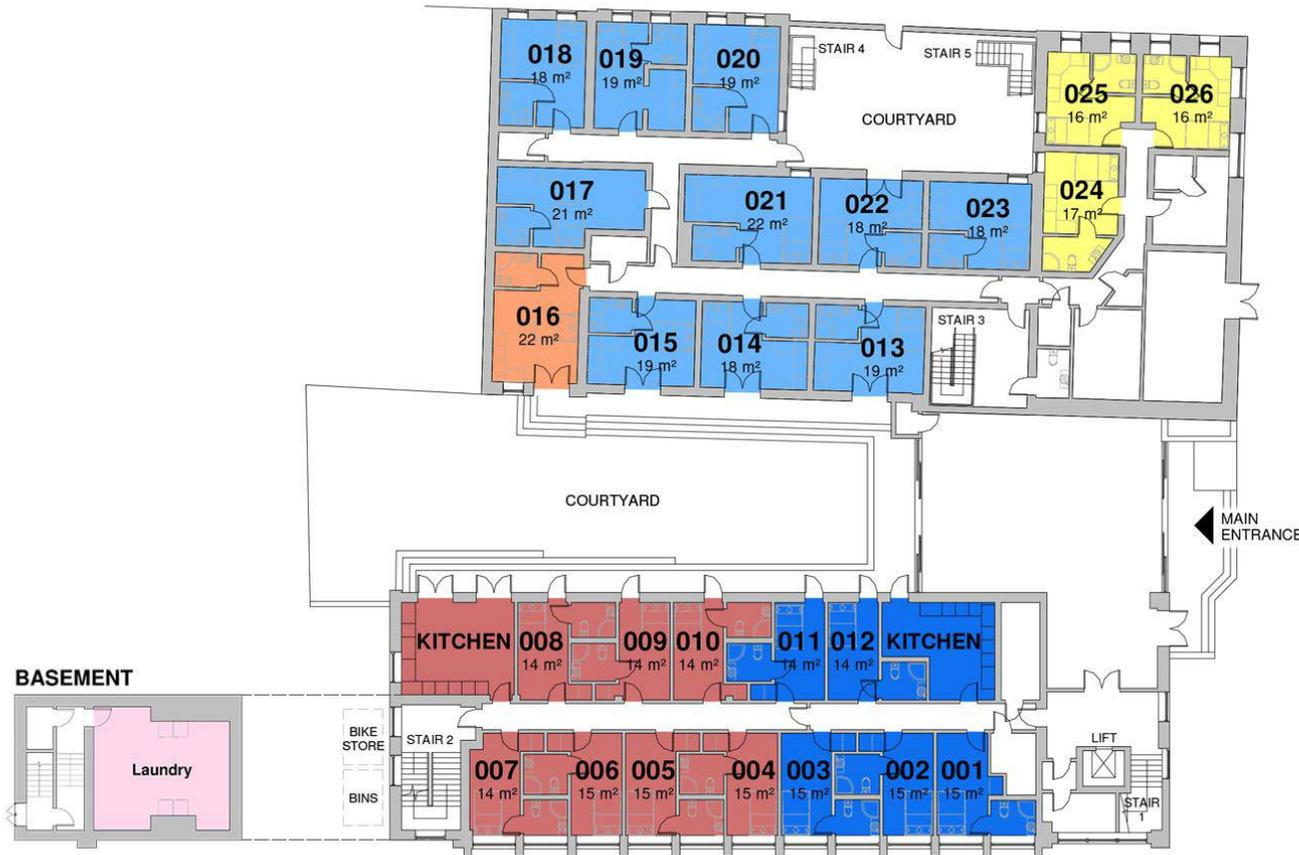 018
18 m²
019
19 m²
020
19 m²
STAIR 4
STAIR 5
COURTYARD
025
16 m²
026
16 m²
017
21 m²
021
22 m²
022
18 m²
023
18 m²
024
17 m²
016
22 m²
015
19 m²
014
18 m²
013
19 m²
STAIR 3
COURTYARD
MAIN
ENTRANCE
KITCHEN
008
14 m²
009
14 m²
010
14 m²
011
14 m²
012
14 m²
KITCHEN
BASEMENT
Laundry
BIKE
STORE
BINS
STAIR 2
007
14 m²
006
15 m²
005
15 m²
004
15 m²
003
15 m²
002
15 m²
001
15 m²
LIFT
STAIR
1